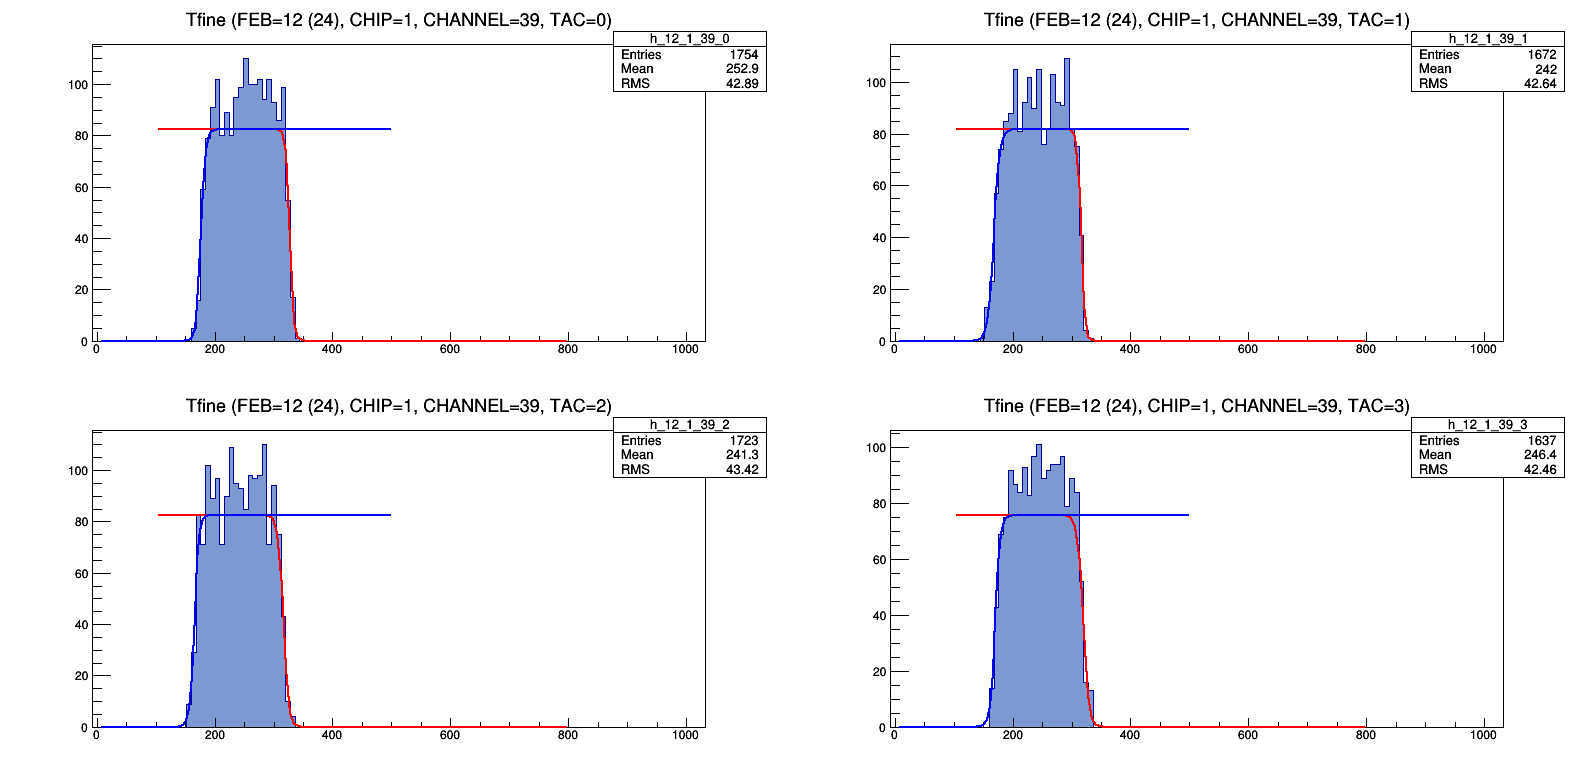 Tfine (FEB=12 (24), CHIP=1, CHANNEL=39, TAC=0)
h_12_1_39_0
Entries 1754
Mean 252.9
RMS 42.89
100
80
60
40
20
0
0 200 400 600 800 1000
Tfine (FEB=12 (24), CHIP=1, CHANNEL=39, TAC=1)
h_12_1_39_1
Entries 1672
Mean 242
RMS 42.64
100
80
60
40
20
0
0 200 400 600 800 1000
Tfine (FEB=12 (24), CHIP=1, CHANNEL=39, TAC=2)
h_12_1_39_2
Entries 1723
Mean 241.3
RMS 43.42
100
80
60
40
20
0
0 200 400 600 800 1000
Tfine (FEB=12 (24), CHIP=1, CHANNEL=39, TAC=3)
h_12_1_39_3
Entries 1637
Mean 246.4
RMS 42.46
100
80
60
40
20
0
0 200 400 600 800 1000